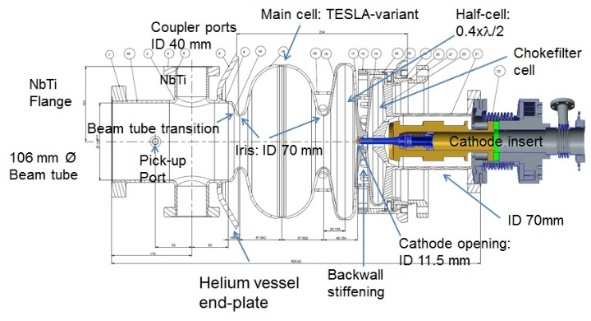 Main cell: TESLA-variant
Half-cell:
0.4xλ/2
Coupler ports
ID 40 mm
Chokefilter
cell
NbTi
Flange
NbTi
Beam tube transition
Iris: ID 70 mm
Cathode insert
106 mm Ø
Beam tube
Pick-up
Port
ID 70mm
Cathode opening:
ID 11.5 mm
Helium vessel
end-plate
Backwall
stiffening